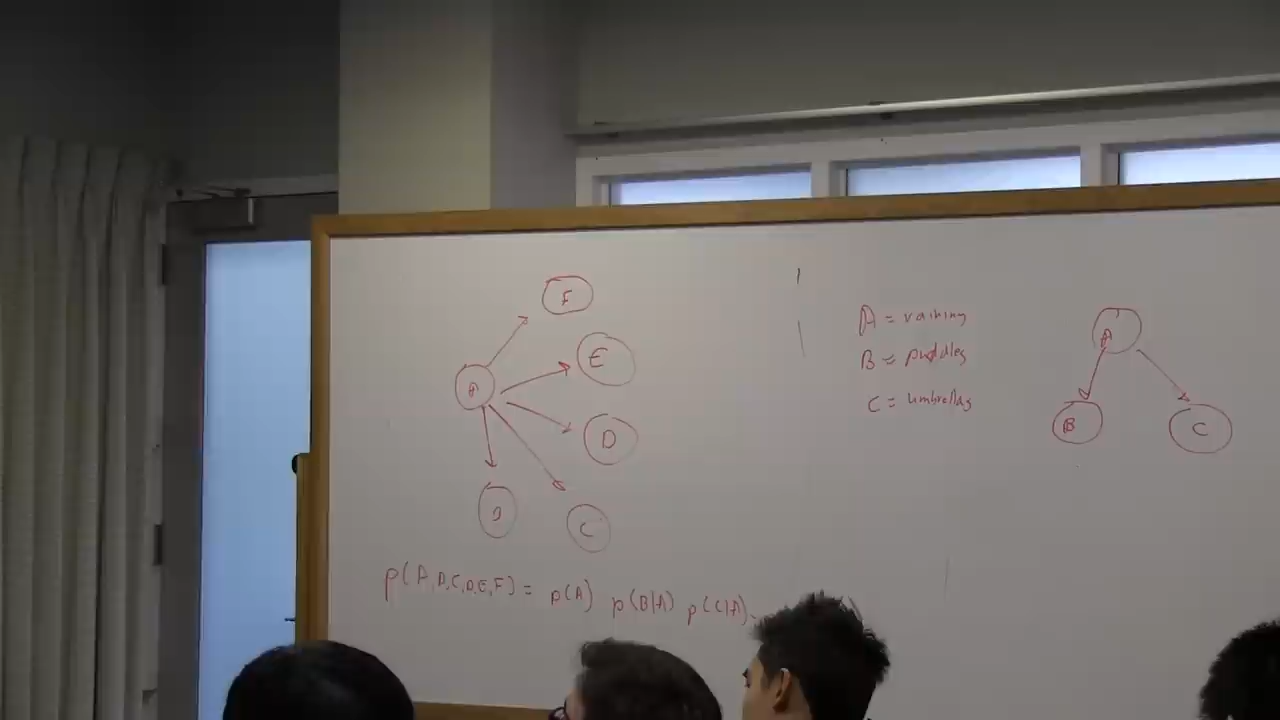 F
E
A
D
B
C
p(A,B,C,D,E,F) = p(A) p(B|A) p(C|A)
A = raining
B = puddles
C = umbrellas
A
B
C